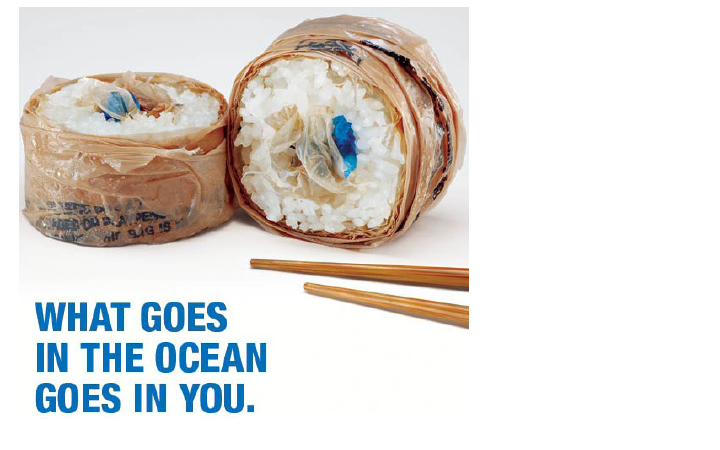 WHAT GOES
IN THE OCEAN
GOES IN YOU.